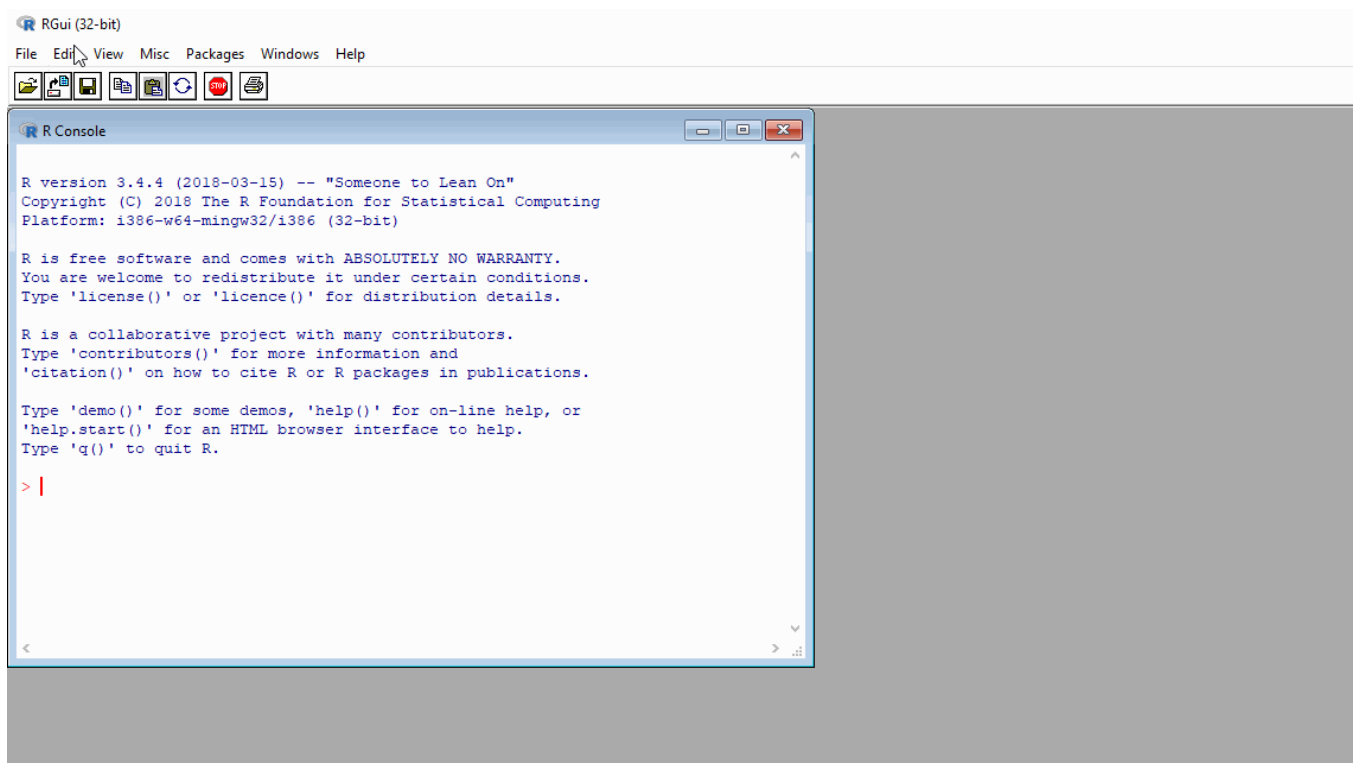 RGui (32-bit)
File Edit View Misc Packages Windows Help
STOP
R Console
R version 3.4.4 (2018-03-15) -- "Someone to Lean On"
Copyright (C) 2018 The R Foundation for Statistical Computing
Platform: i386-w64-mingw32/i386 (32-bit)
R is free software and comes with ABSOLUTELY NO WARRANTY.
You are welcome to redistribute it under certain conditions.
Type 'license()' or 'licence()' for distribution details.
R is a collaborative project with many contributors.
Type 'contributors()' for more information and
'citation()' on how to cite R or R packages in publications.
Type 'demo()' for some demos, 'help()' for on-line help, or
'help.start()' for an HTML browser interface to help.
Type 'q()' to quit R.
>